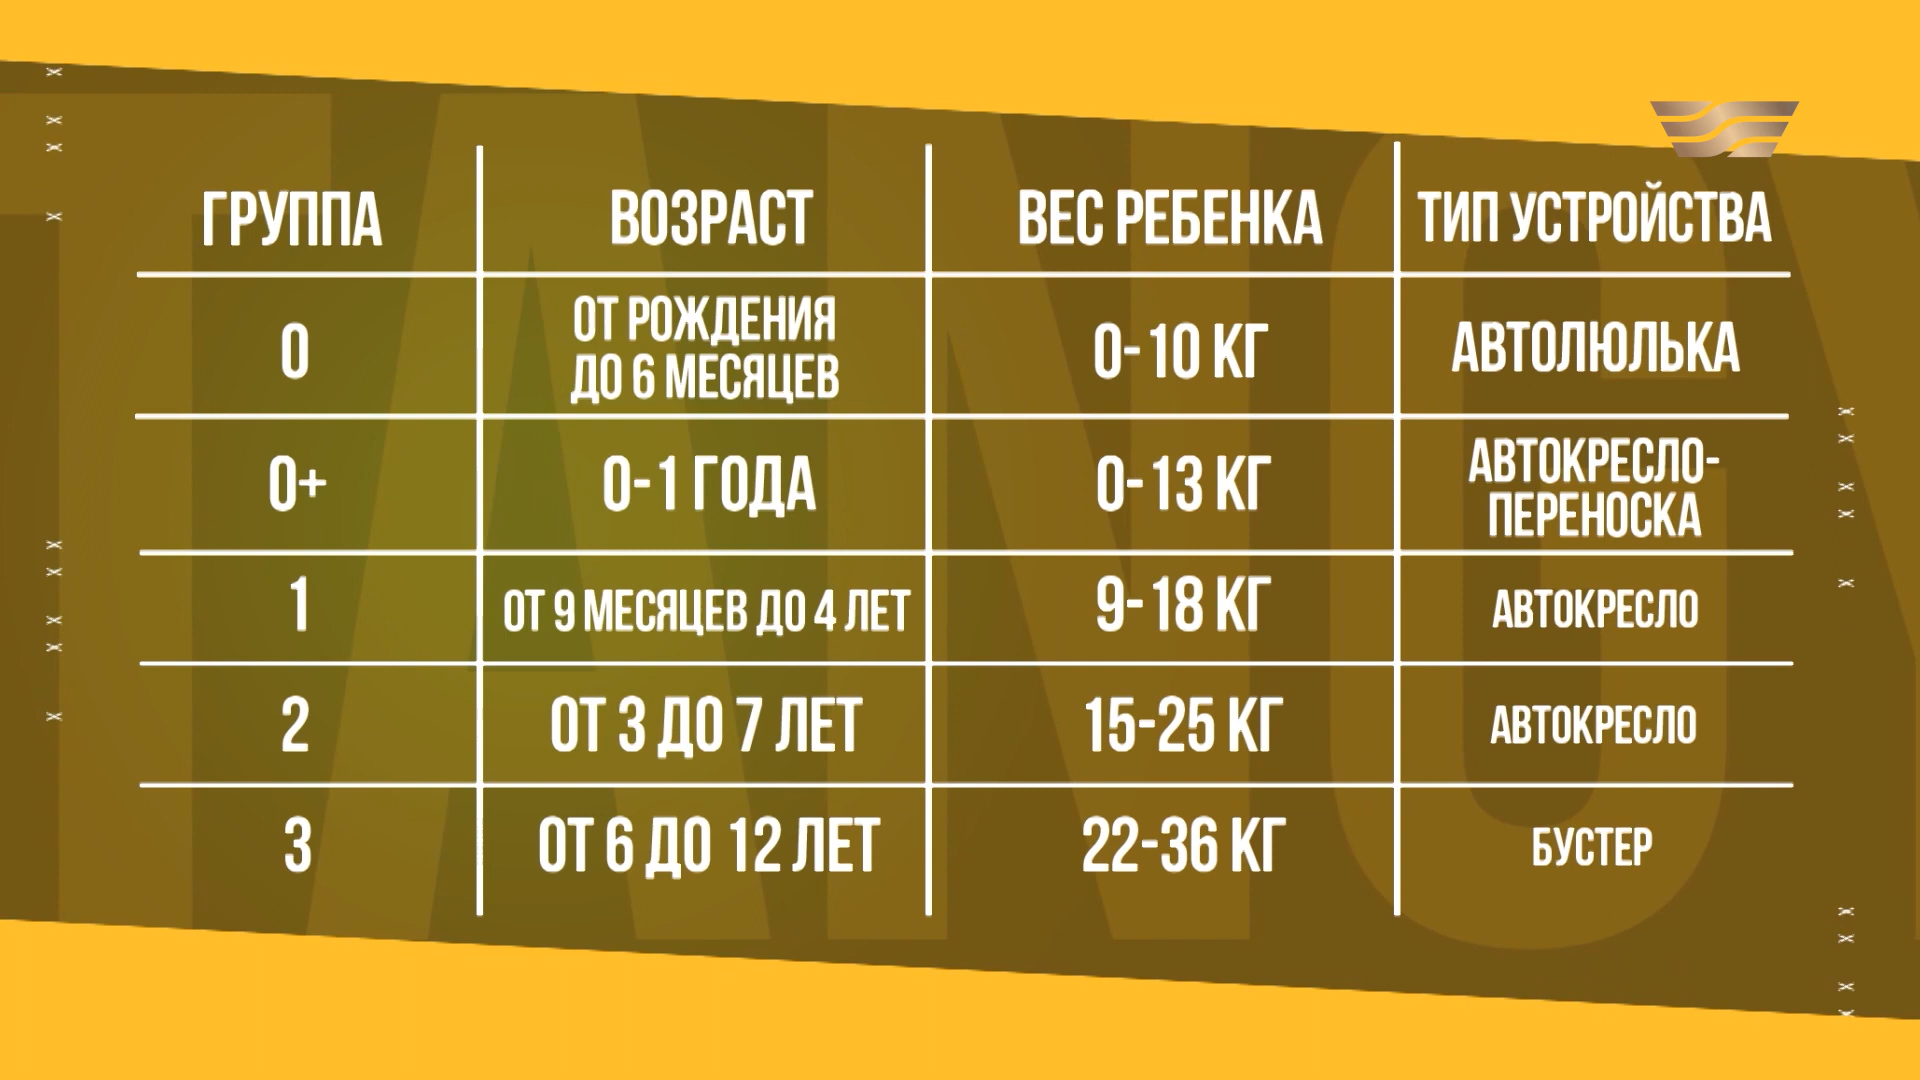 ГРУППА ВОЗРАСТ ВЕС РЕБЕНКА ТИП УСТРОЙСТВА
0 ОТ РОЖДЕНИЯ ДО 6 МЕСЯЦЕВ 0-10 КГ АВТОЛЮЛЬКА
0+ 0-1 ГОДА 0-13 КГ АВТОКРЕСЛО-ПЕРЕНОСКА
1 ОТ 9 МЕСЯЦЕВ ДО 4 ЛЕТ 9-18 КГ АВТОКРЕСЛО
2 ОТ 3 ДО 7 ЛЕТ 15-25 КГ АВТОКРЕСЛО
3 ОТ 6 ДО 12 ЛЕТ 22-36 КГ БУСТЕР